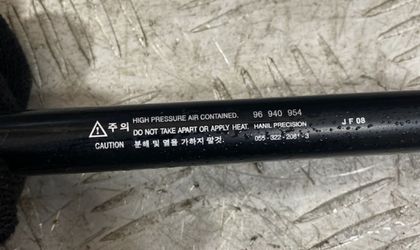 HIGH PRESSURE AIR CONTAINED. 96 940 954
주의 DO NOT TAKE APART OR APPLY HEAT. HANIL PRECISION J F 08
CAUTION 분해 및 열을 가하지 말것. 055-322-2081-3